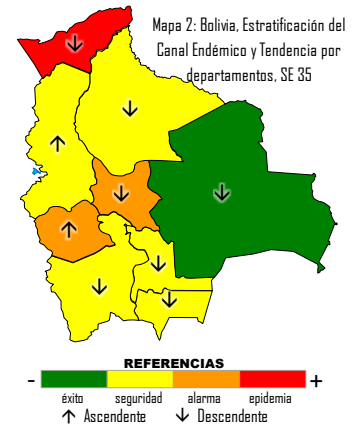 Mapa 2: Bolivia, Estratificación del
Canal Endémico y Tendencia por
departamentos, SE 35
REFERENCIAS
- +
éxito seguridad alarma epidemia
↑ Ascendente ↓ Descendente